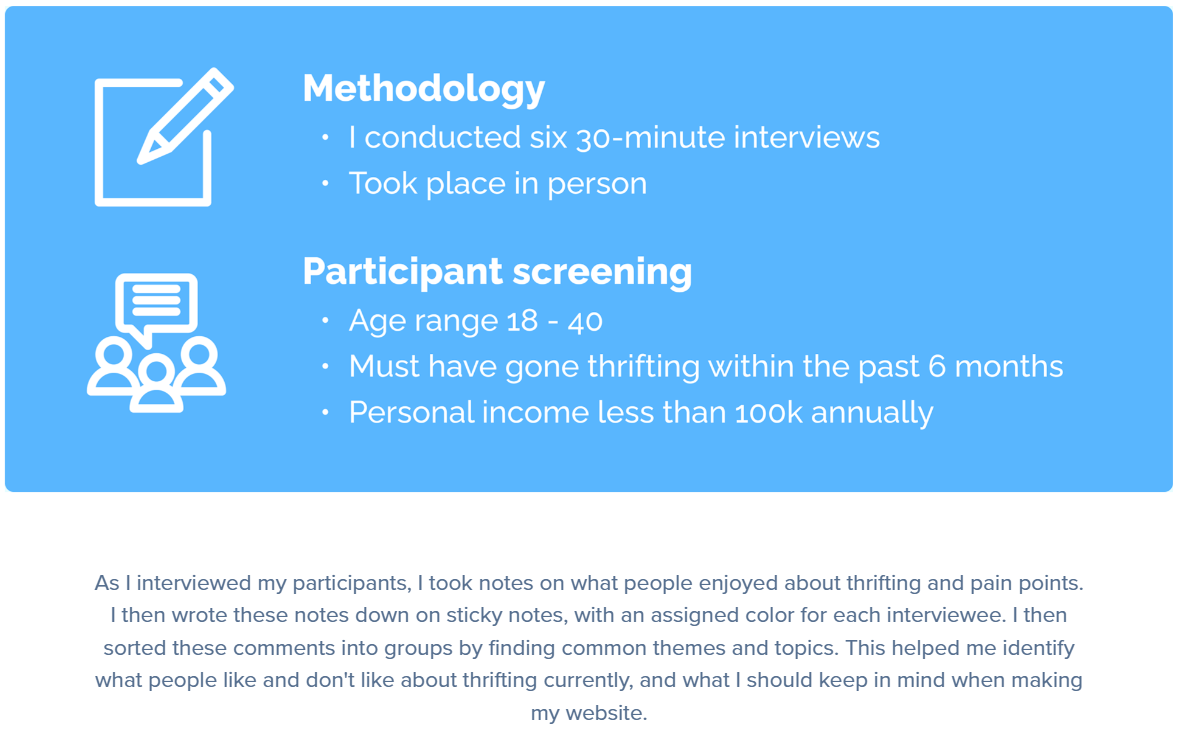 Methodology
• I conducted six 30-minute interviews
• Took place in person
Participant screening
• Age range 18 - 40
• Must have gone thrifting within the past 6 months
• Personal income less than 100k annually
As I interviewed my participants, I took notes on what people enjoyed about thrifting and pain points.
I then wrote these notes down on sticky notes, with an assigned color for each interviewee. I then
sorted these comments into groups by finding common themes and topics. This helped me identify
what people like and don't like about thrifting currently, and what I should keep in mind when making
my website.